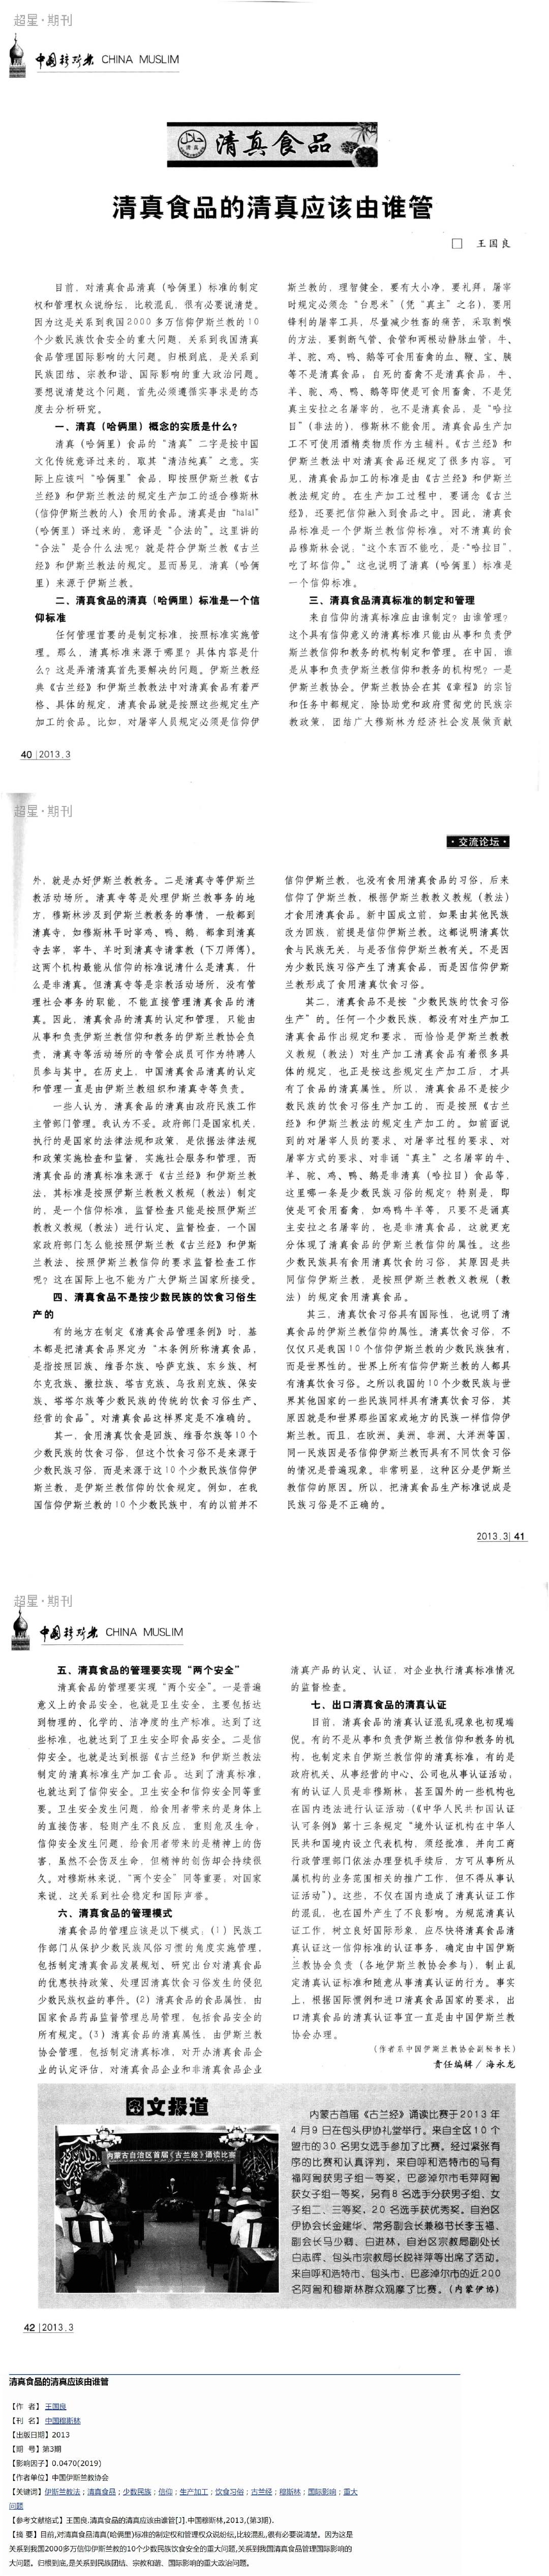 超星·期刊
中国穆斯林 CHINA MUSLIM
清真食品
清真食品的清真应该由谁管
□ 王国良
目前，对清真食品清真（哈俩里）标准的制定
权和管理权众说纷纭，比较混乱，很有必要说清楚。
因为这是关系到我国2000多万信仰伊斯兰教的10
个少数民族饮食安全的重大问题，关系到我国清真
食品管理国际影响的大问题。归根到底，是关系到
民族团结、宗教和谐、国际影响的重大政治问题。
要想说清楚这个问题，首先必须遵循实事求是的态
度去分析研究。
一、清真（哈俩里）概念的实质是什么？
清真（哈俩里）食品的“清真”二字是按中国
文化传统意译过来的，取其“清洁纯真”之意。实
际上应该叫“哈俩里”食品，即按照伊斯兰教《古
兰经》和伊斯兰教法的规定生产加工的适合穆斯林
(信仰伊斯兰教的人）食用的食品。清真是由“halal”
(哈俩里）译过来的，意译是“合法的”。这里讲的
“合法”是合什么法呢？就是符合伊斯兰教《古兰
经》和伊斯兰教法的规定。显而易见，清真（哈俩
里）来源于伊斯兰教。
二、清真食品的清真（哈俩里）标准是一个信
仰标准
任何管理首要的是制定标准，按照标准实施管
理。那么，清真标准来源于哪里？具体内容是什
么？这是弄清清真首先要解决的问题。伊斯兰教经
典《古兰经》和伊斯兰教教法中对清真食品有着严
格、具体的规定，清真食品就是按照这些规定生产
加工的食品。比如，对屠宰人员规定必须是信仰伊
斯兰教的，理智健全，要有大小净，要礼拜；屠宰
时规定必须念“台思米”（凭“真主”之名），要用
锋利的屠宰工具，尽量减少牲畜的痛苦，采取割喉
的方法，要割断气管、食管和两根动静脉血管；牛、
羊、驼、鸡、鸭、鹅等可食用畜禽的血、鞭、宝、胰
等不是清真食品；自死的畜禽不是清真食品；牛、
羊、驼、鸡、鸭、鹅等即使是可食用畜禽，不是凭
真主安拉之名屠宰的，也不是清真食品，是“哈拉
目”（非法的），穆斯林不能食用。清真食品生产加
工不可使用酒精类物质作为主辅料。《古兰经》和
伊斯兰教法中对清真食品还规定了很多内容。可
见，清真食品加工的标准是由《古兰经》和伊斯兰
教法规定的。在生产加工过程中，要诵念《古兰
经》，还要把信仰融入到食品之中。因此，清真食
品标准是一个伊斯兰教信仰标准。对不清真的食
品穆斯林会说，“这个东西不能吃，是‘哈拉目’，
吃了坏信仰。”这也说明了清真（哈俩里）标准是
一个信仰标准。
三、清真食品清真标准的制定和管理
来自信仰的清真标准应由谁制定？由谁管理？
这个具有信仰意义的清真标准只能由从事和负责伊
斯兰教信仰和教务的机构制定和管理。在中国，谁
是从事和负责伊斯兰教信仰和教务的机构呢？一是
伊斯兰教协会。伊斯兰教协会在其《章程》的宗旨
和任务中都规定，除协助党和政府贯彻党的民族宗
教政策，团结广大穆斯林为经济社会发展做贡献
40 |2013.3
超星·期刊
·交流论坛·
外，就是办好伊斯兰教教务。二是清真寺等伊斯兰
教活动场所。清真寺等是处理伊斯兰教事务的地
方，穆斯林涉及到伊斯兰教教务的事情，一般都到
清真寺，如穆斯林平时宰鸡、鸭、鹅，都拿到清真
寺去宰，宰牛、羊时到清真寺请掌教（下刀师傅）。
这两个机构最能从信仰的标准说清什么是清真，什
么是非清真。但清真寺等是宗教活动场所，没有管
理社会事务的职能，不能直接管理清真食品的清
真。因此，清真食品的清真的认定和管理，只能由
从事和负责伊斯兰教信仰和教务的伊斯兰教协会负
责，清真寺等活动场所的寺管会成员可作为特聘人
员参与其中。在历史上，中国清真食品清真的认定
和管理一直是由伊斯兰教组织和清真寺等负责。
一些人认为，清真食品的清真由政府民族工作
主管部门管理。我认为不妥。政府部门是国家机关，
执行的是国家的法律法规和政策，是依据法律法规
和政策实施检查和监督，实施社会服务和管理，而
清真食品的清真标准来源于《古兰经》和伊斯兰教
法，其标准是按照伊斯兰教教义教规（教法）制定
的，是一个信仰标准，监督检查只能是按照伊斯兰
教教义教规（教法）进行认定、监督检查，一个国
家政府部门怎么能按照伊斯兰教《古兰经》和伊斯
兰教法、按照伊斯兰教信仰的要求监督检查工作
呢？这在国际上也不能为广大伊斯兰国家所接受。
四、清真食品不是按少数民族的饮食习俗生
产的
有的地方在制定《清真食品管理条例》时，基
本都是把清真食品界定为“本条例所称清真食品，
是指按照回族、维吾尔族、哈萨克族、东乡族、柯
尔克孜族、撒拉族、塔吉克族、乌孜别克族、保安
族、塔塔尔族等少数民族的传统的饮食习俗生产、
经营的食品”。对清真食品这样界定是不准确的。
其一，食用清真饮食是回族、维吾尔族等10个
少数民族的饮食习俗，但这个饮食习俗不是来源于
少数民族习俗，而是来源于这10个少数民族信仰伊
斯兰教，是伊斯兰教信仰的饮食规定。例如，在我
国信仰伊斯兰教的10个少数民族中，有的以前并不
信仰伊斯兰教，也没有食用清真食品的习俗，后来
信仰了伊斯兰教，根据伊斯兰教教义教规（教法）
才食用清真食品。新中国成立前，如果由其他民族
改为回族，前提是信仰伊斯兰教。这都说明清真饮
食与民族无关，与是否信仰伊斯兰教有关。不是因
为少数民族习俗产生了清真食品，而是因信仰伊斯
兰教形成了食用清真饮食习俗。
其二，清真食品不是按“少数民族的饮食习俗
生产”的。任何一个少数民族，都没有对生产加工
清真食品作出规定和要求，而恰恰是伊斯兰教教
义教规（教法）对生产加工清真食品有着很多具
体的规定，也正是按这些规定生产加工后，才具
有了食品的清真属性。所以，清真食品不是按少
数民族的饮食习俗生产加工的，而是按照《古兰
经》和伊斯兰教法的规定生产加工的。如前面说
到的对屠宰人员的要求、对屠宰过程的要求、对
屠宰方式的要求、对非诵“真主”之名屠宰的牛、
羊、驼、鸡、鸭、鹅是非清真（哈拉目）食品等，
这里哪一条是少数民族习俗的规定？特别是，即
使是可食用畜禽，如鸡鸭牛羊等，只要不是诵真
主安拉之名屠宰的，也是非清真食品，这就更充
分体现了清真食品的伊斯兰教信仰的属性。这些
少数民族具有食用清真饮食的习俗，其原因是共
同信仰伊斯兰教，是按照伊斯兰教教义教规（教
法）的规定食用清真食品。
其三，清真饮食习俗具有国际性，也说明了清
真食品的伊斯兰教信仰的属性。清真饮食习俗，不
仅仅只是我国10个信仰伊斯兰教的少数民族独有，
而是世界性的。世界上所有信仰伊斯兰教的人都具
有清真饮食习俗。之所以我国的10个少数民族与世
界其他国家的一些民族同样具有清真饮食习俗，其
原因就是和世界那些国家或地方的民族一样信仰伊
斯兰教。而且，在欧洲、美洲、非洲、大洋洲等国，
同一民族因是否信仰伊斯兰教而具有不同饮食习俗
的情况是普遍现象。非常明显，这种区分是伊斯兰
教信仰的原因。所以，把清真食品生产标准说成是
民族习俗是不正确的。
2013.3| 41
超星·期刊
中国穆斯林 CHINA MUSLIM
五、清真食品的管理要实现“两个安全”
清真食品的管理要实现“两个安全”。一是普遍
意义上的食品安全，也就是卫生安全，主要包括达
到物理的、化学的、洁净度的生产标准。达到了这
些标准，也就达到了卫生安全即食品安全。二是信
仰安全。也就是达到根据《古兰经》和伊斯兰教法
制定的清真标准生产加工食品。达到了清真标准，
也就达到了信仰安全。卫生安全和信仰安全同等重
要。卫生安全发生问题，给食用者带来的是身体上
的直接伤害，轻则产生不良反应，重则危及生命；
信仰安全发生问题，给食用者带来的是精神上的伤
害，虽然不会伤及生命，但精神的创伤却会持续很
久。对穆斯林来说，“两个安全”同等重要，对国家
来说，这关系到社会稳定和国际声誉。
六、清真食品的管理模式
清真食品的管理应该是以下模式：(1) 民族工
作部门从保护少数民族风俗习惯的角度实施管理，
包括制定清真食品发展规划、研究出台对清真食品
的优惠扶持政策、处理因清真饮食习俗发生的侵犯
少数民族权益的事件。(2) 清真食品的食品属性，由
国家食品药品监督管理总局管理，包括食品安全的
所有规定。(3) 清真食品的清真属性，由伊斯兰教
协会管理，包括制定清真标准，对开办清真食品企
业的认定评估，对清真食品企业和非清真食品企业
清真产品的认定、认证，对企业执行清真标准情况
的监督检查。
七、出口清真食品的清真认证
目前，清真食品的清真认证混乱现象也初现端
倪。有的不是从事和负责伊斯兰教信仰和教务的机
构，也制定来自伊斯兰教信仰的清真标准；有的是
政府机关、从事经营的中心、公司也从事认证活动；
有的认证人员是非穆斯林；甚至国外的一些机构也
在国内违法进行认证活动（《中华人民共和国认证
认可条例》第十三条规定“境外认证机构在中华人
民共和国境内设立代表机构，须经批准，并向工商
行政管理部门依法办理登记手续后，方可从事所从
属机构的业务范围相关的推广工作，但不得从事认
证活动”）。这些，不仅在国内造成了清真认证工作
的混乱，也在国外产生了不良影响。为规范清真认
证工作，树立良好国际形象，应尽快将清真食品清
真认证这一信仰标准的认证事务，确定由中国伊斯
兰教协会负责（各地伊斯兰教协会参与），制止乱
定清真认证标准和随意从事清真认证的行为。事实
上，根据国际惯例和进口清真食品国家的要求，出
口清真食品的清真认证事宜一直是由中国伊斯兰教
协会办理。
（作者系中国伊斯兰教协会副秘书长）
责任编辑／海永龙
图文报道
内蒙古自治区首届《古兰经》诵读比赛
内蒙古首届《古兰经》诵读比赛于2013年
4月9日在包头伊协礼堂举行。来自全区10个
盟市的30名男女选手参加了比赛。经过紧张有
序的比赛和认真评判，来自呼和浩特市的马有
福阿訇获男子组一等奖，巴彦淖尔市毛萍阿訇
获女子组一等奖，另有8名选手分获男子组、女
子组二、三等奖，20名选手获优秀奖。自治区
伊协会长金建华、常务副会长兼秘书长李玉福、
副会长马少卿、白进林，自治区宗教局副处长
白志晖、包头市宗教局长脱祥萍等出席了活动。
来自呼和浩特市、包头市、巴彦淖尔市的近200
名阿訇和穆斯林群众观摩了比赛。（内蒙伊协）
42 |2013.3
清真食品的清真应该由谁管
【作 者】王国良
【刊 名】中国穆斯林
【出版日期】2013
【期 号】第3期
【影响因子】0.0470(2019)
【作者单位】中国伊斯兰教协会
【关键词】伊斯兰教法；清真食品；少数民族；信仰；生产加工；饮食习俗；古兰经；穆斯林；国际影响；重大
问题
【参考文献格式】王国良.清真食品的清真应该由谁管[J].中国穆斯林,2013,(第3期).
【摘 要】目前,对清真食品清真(哈俩里)标准的制定权和管理权众说纷纭,比较混乱,很有必要说清楚。因为这是
关系到我国2000多万信仰伊斯兰教的10个少数民族饮食安全的重大问题,关系到我国清真食品管理国际影响的
大问题。归根到底,是关系到民族团结、宗教和谐、国际影响的重大政治问题。